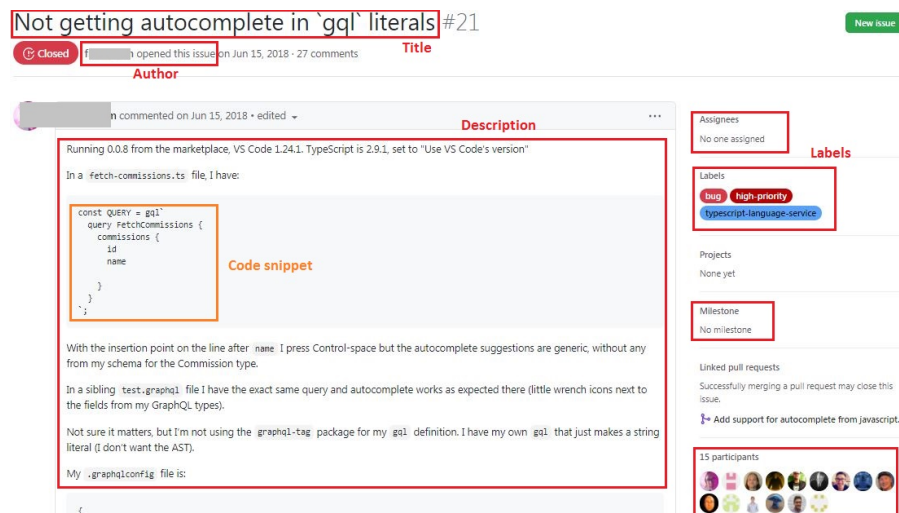 Not getting autocomplete in `gql` literals #21
New issue
Title
Closed f n opened this issue on Jun 15, 2018 · 27 comments
Author
n commented on Jun 15, 2018 • edited
Description
Running 0.0.8 from the marketplace, VS Code 1.24.1. TypeScript is 2.9.1, set to "Use VS Code's version"
In a fetch-commissions.ts file, I have:
const QUERY = gql`
query FetchCommissions {
commissions {
id
name
}
}
`;
Code snippet
With the insertion point on the line after name I press Control-space but the autocomplete suggestions are generic, without any
from my schema for the Commission type.
In a sibling test.graphql file I have the exact same query and autocomplete works as expected there (little wrench icons next to
the fields from my GraphQL types).
Not sure it matters, but I'm not using the graphql-tag package for my gql definition. I have my own gql that just makes a string
literal (I don't want the AST).
My .graphqlconfig file is:
{
Assignees
No one assigned
Labels
Labels
bug high-priority
typescript-language-service
Projects
None yet
Milestone
No milestone
Linked pull requests
Successfully merging a pull request may close this
issue.
Add support for autocomplete from javascript.
15 participants